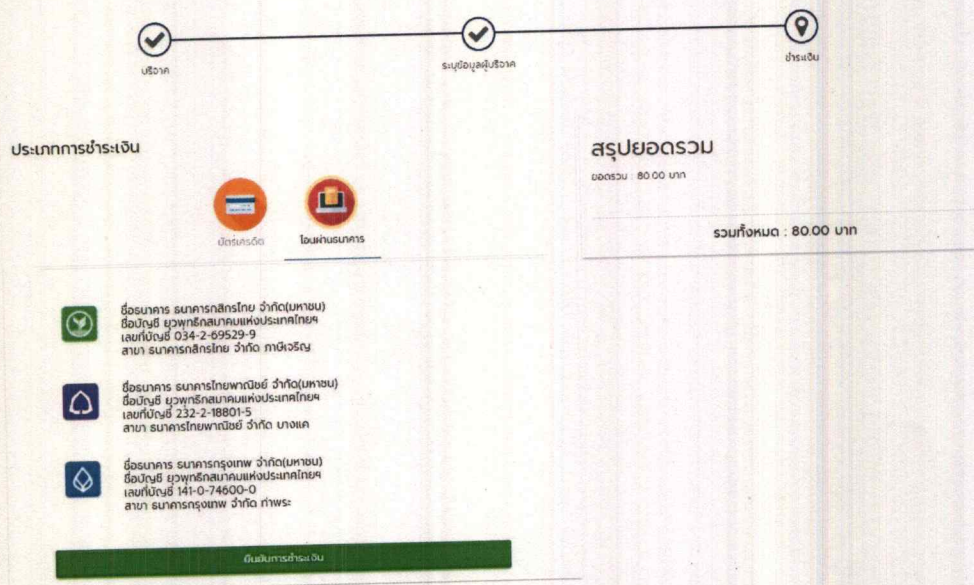 บริจาค
ระบุข้อมูลผู้บริจาค
ชำระเงิน
ประเภทการชำระเงิน
บัตรเครดิต
โอนผ่านธนาคาร
ชื่อธนาคาร ธนาคารกสิกรไทย จำกัด(มหาชน)
ชื่อบัญชี ยุวพุทธิกสมาคมแห่งประเทศไทยฯ
เลขที่บัญชี 034-2-69529-9
สาขา ธนาคารกสิกรไทย จำกัด ภาษีเจริญ
ชื่อธนาคาร ธนาคารไทยพาณิชย์ จำกัด(มหาชน)
ชื่อบัญชี ยุวพุทธิกสมาคมแห่งประเทศไทยฯ
เลขที่บัญชี 232-2-18801-5
สาขา ธนาคารไทยพาณิชย์ จำกัด บางแค
ชื่อธนาคาร ธนาคารกรุงเทพ จำกัด(มหาชน)
ชื่อบัญชี ยุวพุทธิกสมาคมแห่งประเทศไทยฯ
เลขที่บัญชี 141-0-74600-0
สาขา ธนาคารกรุงเทพ จำกัด ท่าพระ
ยืนยันการชำระเงิน
สรุปยอดรวม
ยอดรวม : 80.00 บาท
รวมทั้งหมด : 80.00 บาท